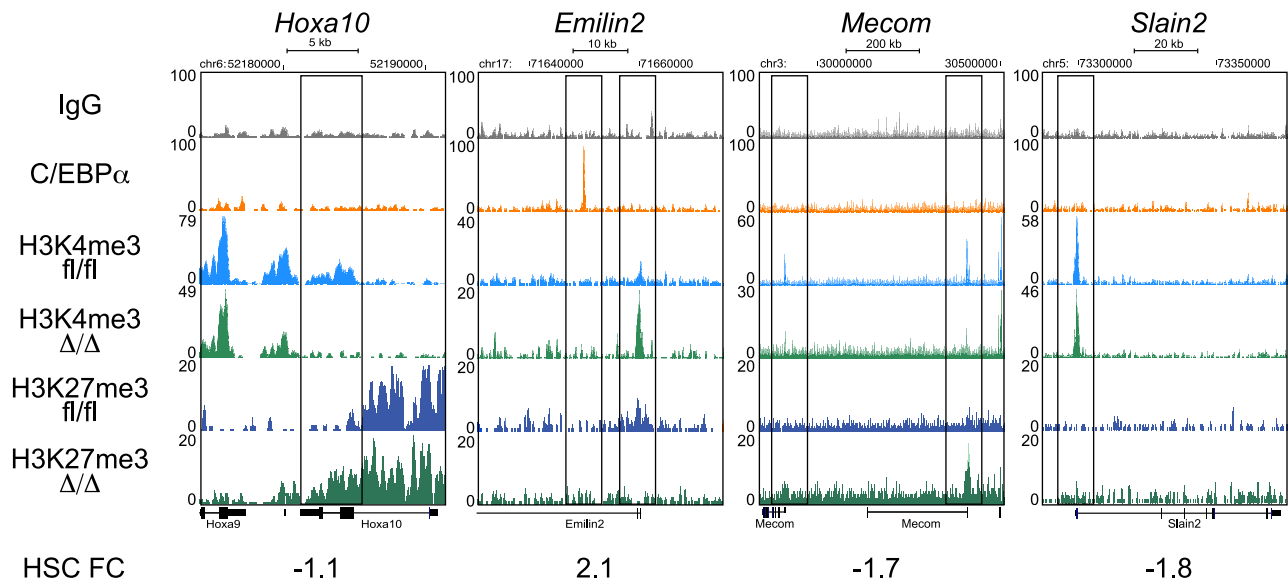 Hoxa10 Emilin2 Mecom Slain2
5 kb 10 kb 200 kb 20 kb
chr6: 52180000 52190000 chr17: 71640000 71660000 chr3: 30000000 30500000 chr5: 73300000 73350000
IgG 100 0 100 0 100 0 100 0
C/EBPα 100 0 100 0 100 0 100 0
H3K4me3
fl/fl 79 0 40 0 60 0 58 0
H3K4me3
Δ/Δ 49 0 20 0 30 0 46 0
H3K27me3
fl/fl 20 0 20 0 20 0 20 0
H3K27me3
Δ/Δ 20 0 20 0 20 0 20 0
Hoxa9 Hoxa10 Emilin2 Mecom Mecom Slain2
HSC FC -1.1 2.1 -1.7 -1.8